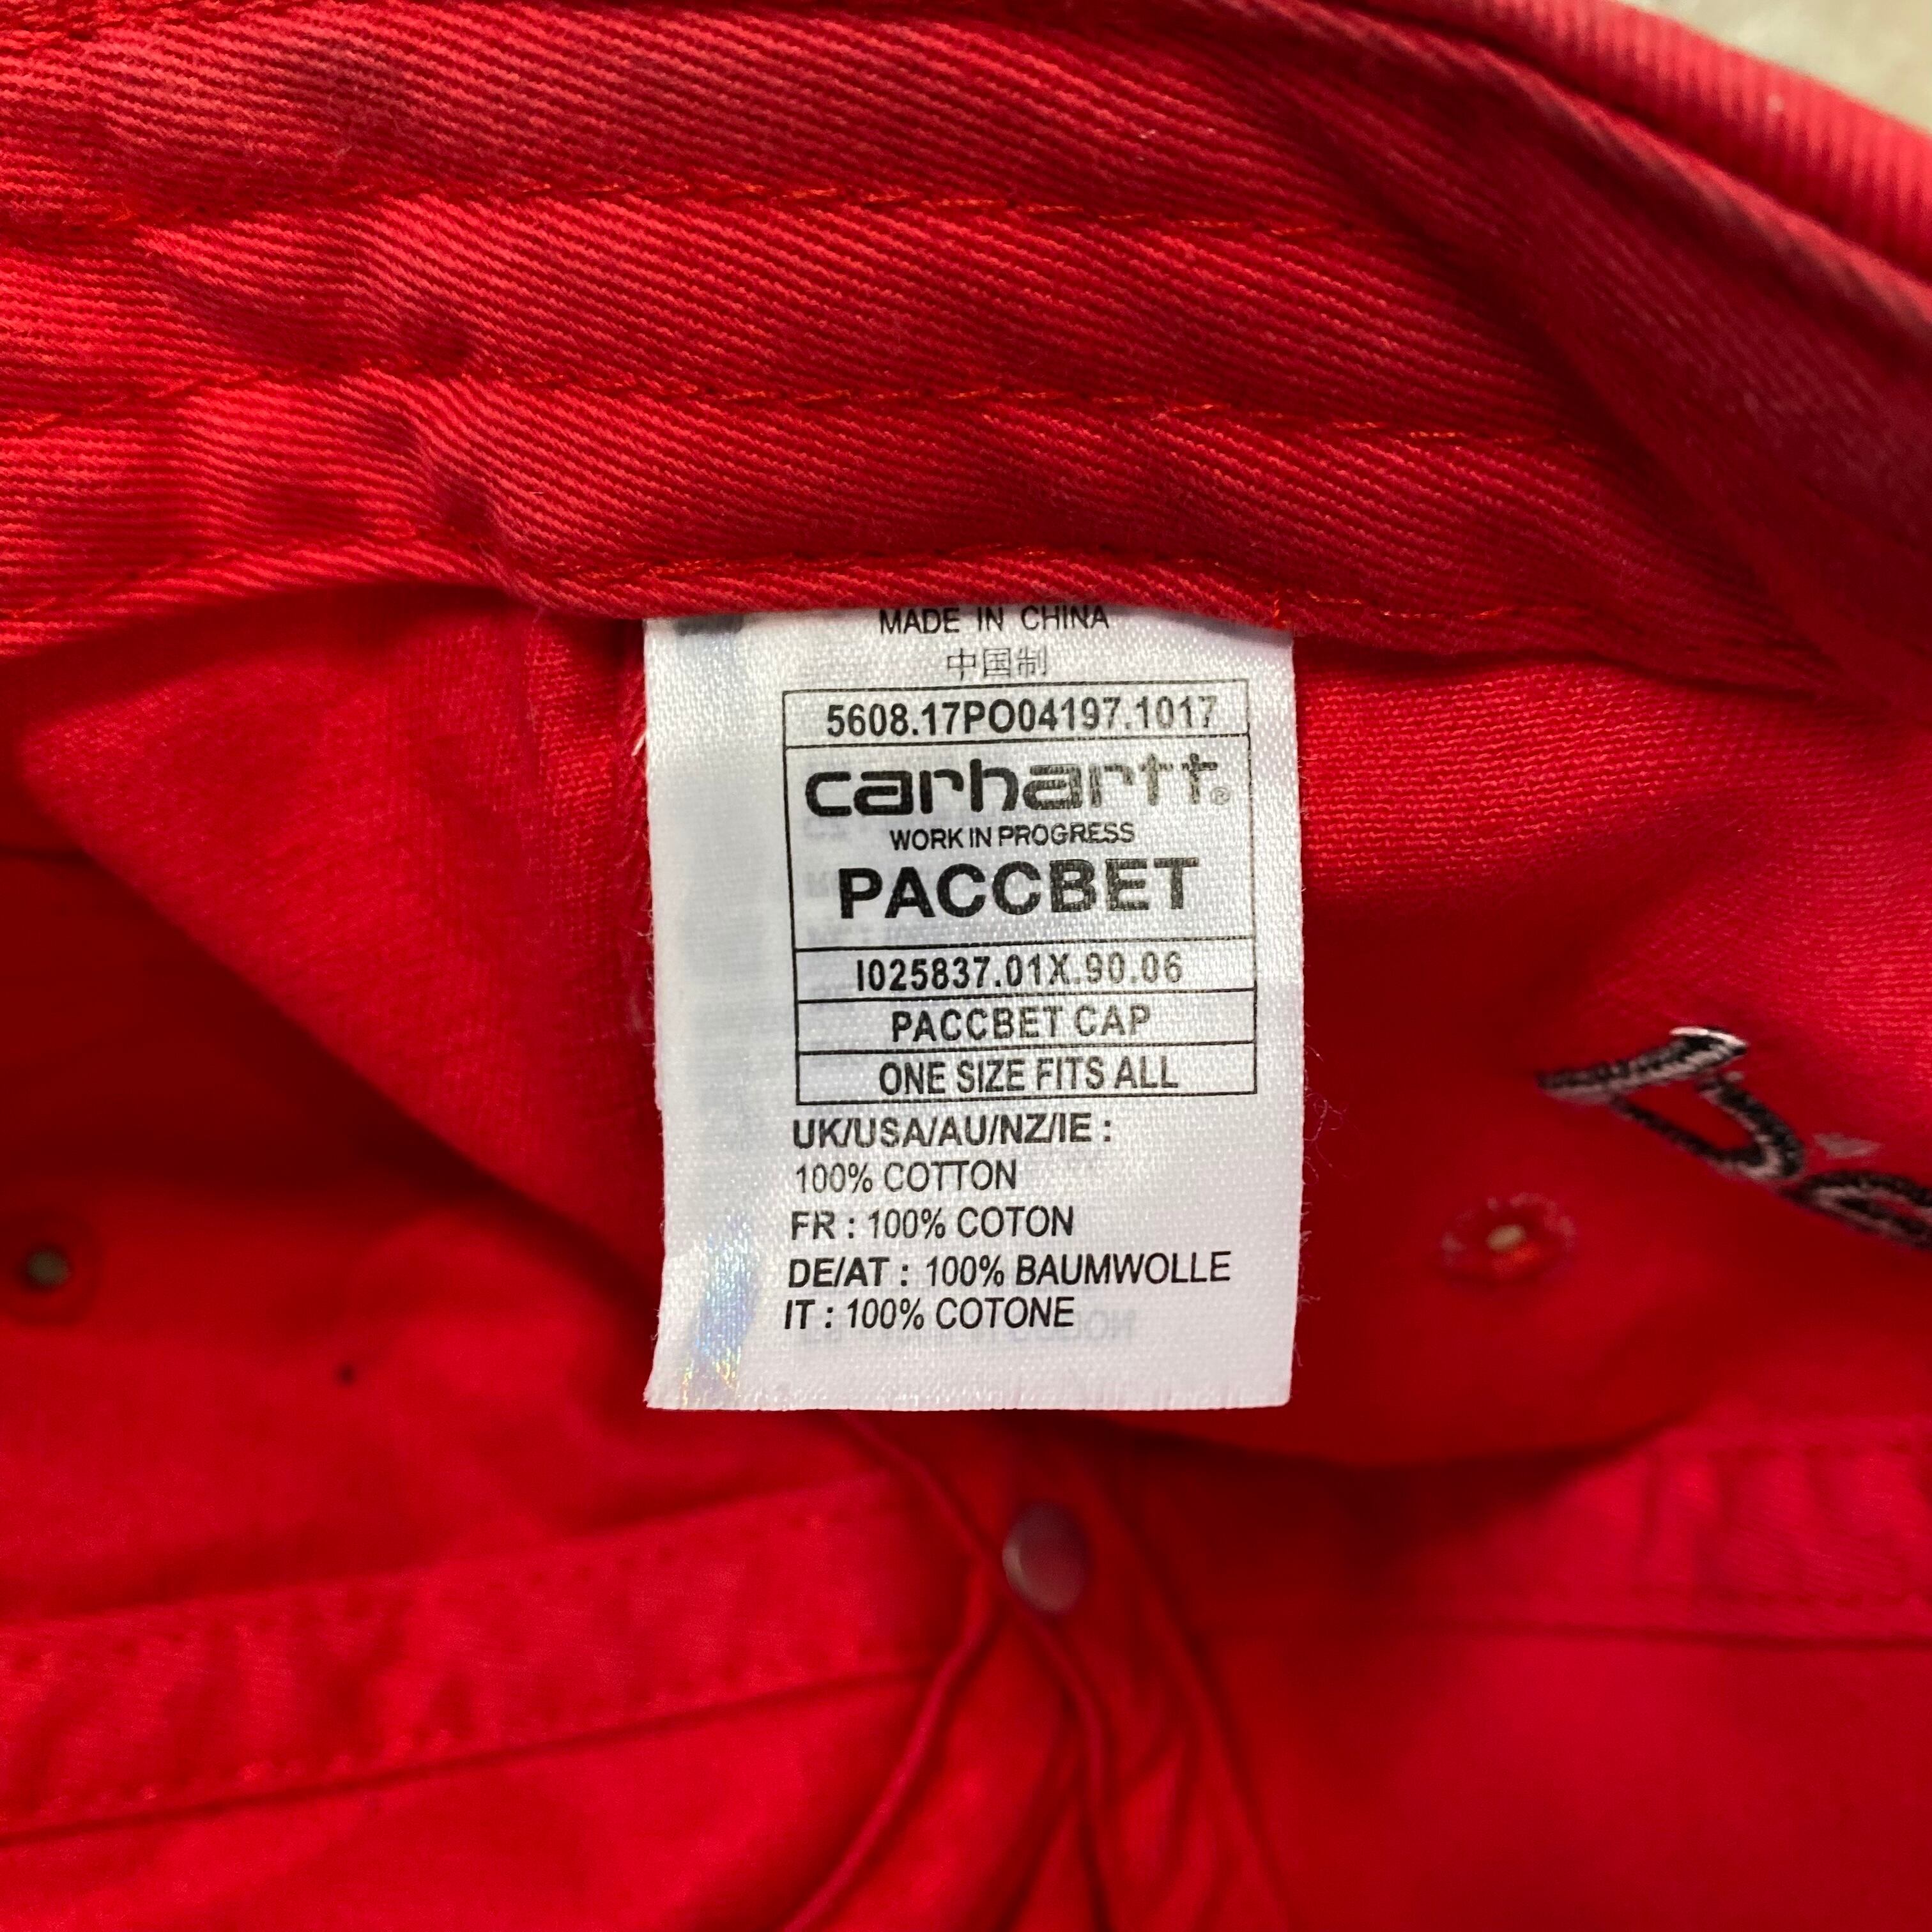 MADE IN CHINA
中国制
5608.17PO04197.1017
carhartt®
WORK IN PROGRESS
PACCBET
I025837.01X.90.06
PACCBET CAP
ONE SIZE FITS ALL
UK/USA/AU/NZ/IE :
100% COTTON
FR : 100% COTON
DE/AT : 100% BAUMWOLLE
IT : 100% COTONE